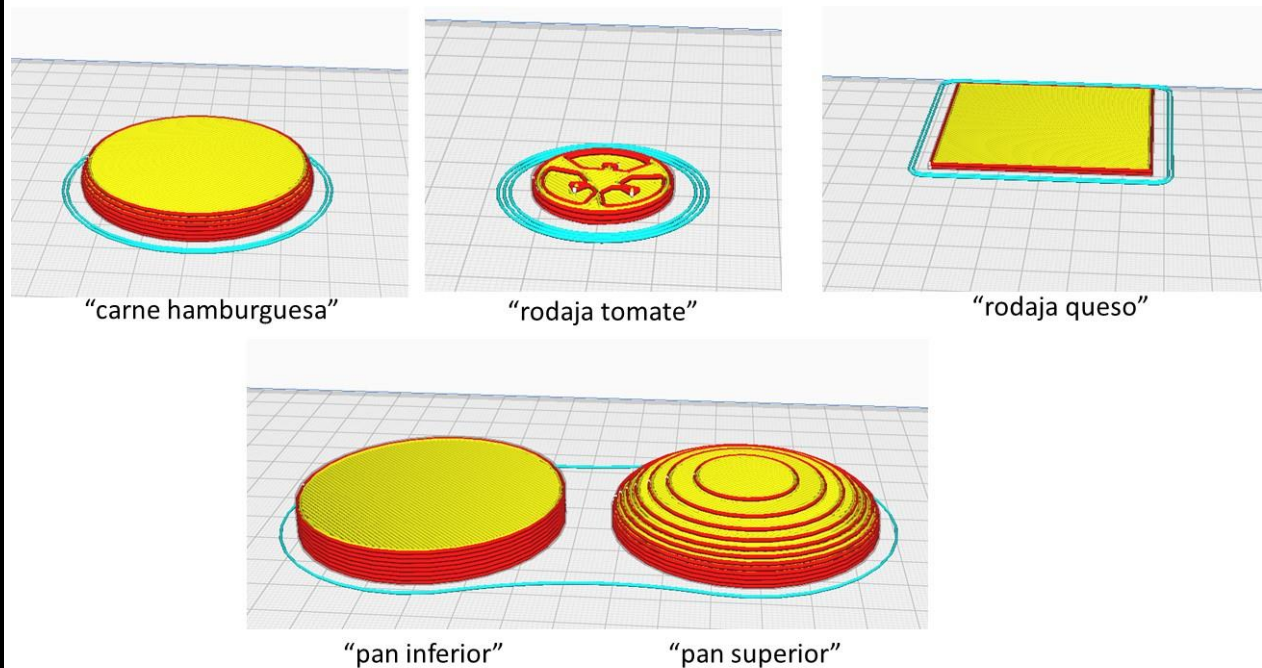 “carne hamburguesa”
“rodaja tomate”
“rodaja queso”
“pan inferior”
“pan superior”